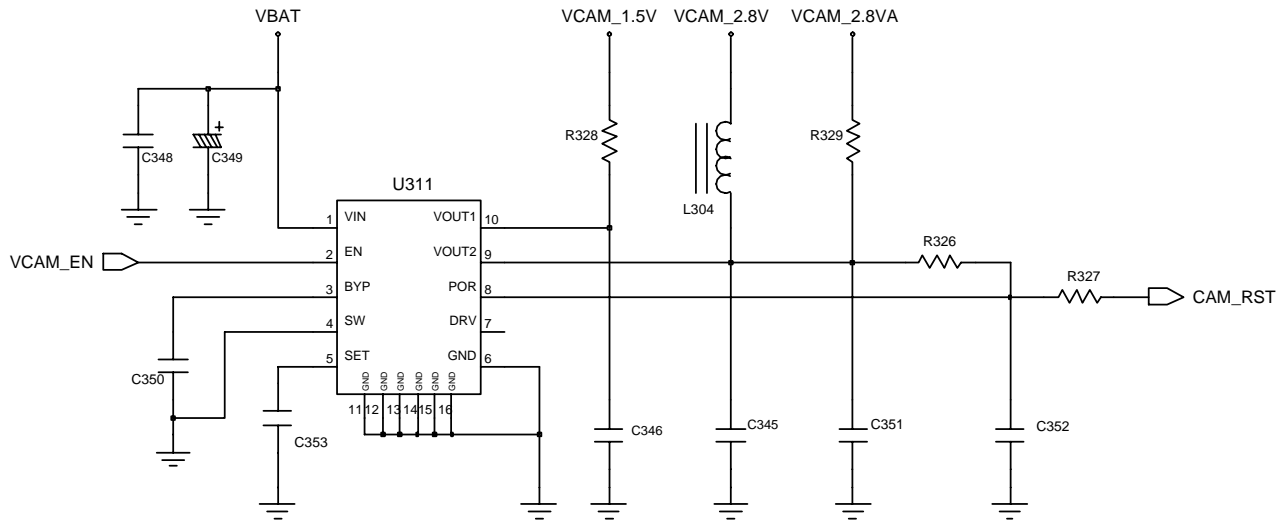 VBAT
VCAM_1.5V
VCAM_2.8V
VCAM_2.8VA
C348
+
C349
R328
L304
R329
U311
1
VIN
VOUT1
10
VCAM_EN
2
EN
VOUT2
9
R326
3
BYP
POR
8
R327
CAM_RST
4
SW
DRV
7
5
SET
GND
6
C350
GND
GND
GND
GND
GND
GND
11
12
13
14
15
16
C353
C346
C345
C351
C352